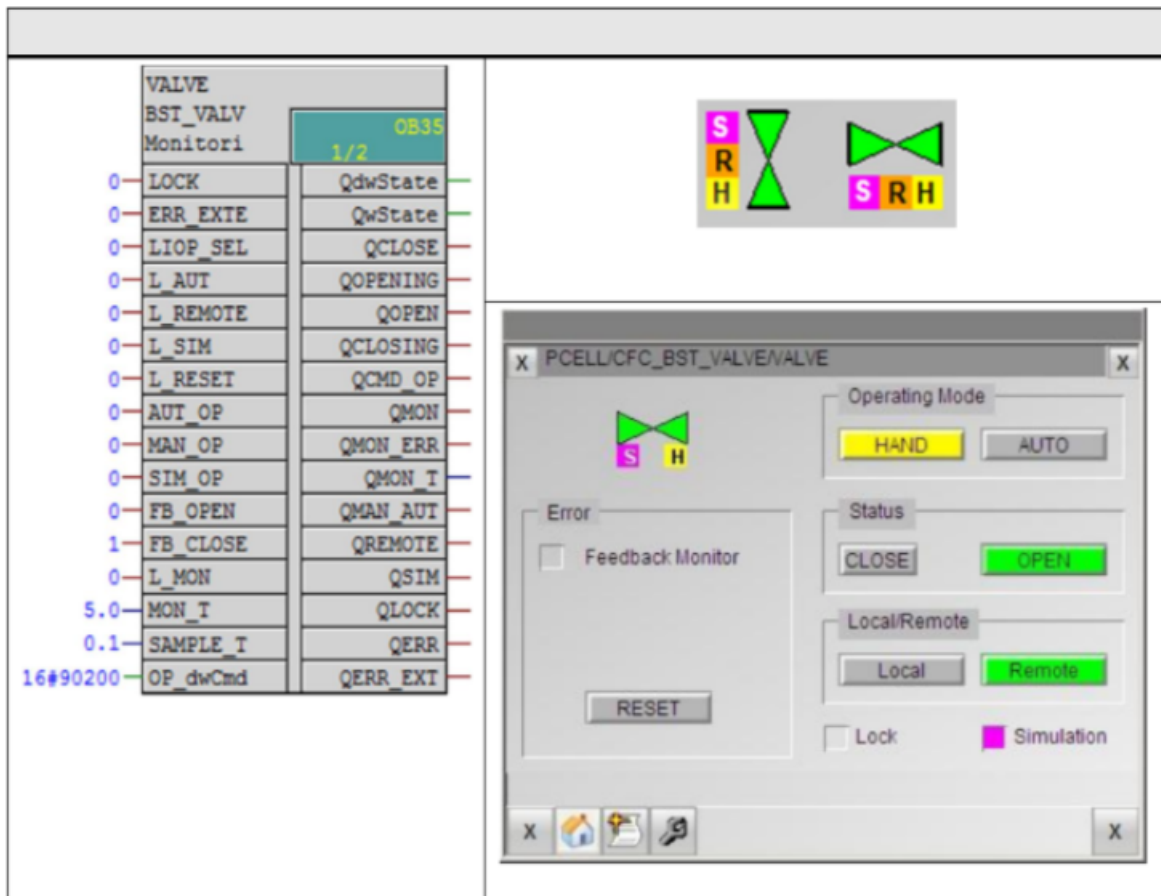 VALVE
BST_VALV
Monitori
OB35
1/2
0 LOCK QdwState
0 ERR_EXTE QwState
0 LIOP_SEL QCLOSE
0 L_AUT QOPENING
0 L_REMOTE QOPEN
0 L_SIM QCLOSING
0 L_RESET QCMD_OP
0 AUT_OP QMON
0 MAN_OP QMON_ERR
0 SIM_OP QMON_T
0 FB_OPEN QMAN_AUT
1 FB_CLOSE QREMOTE
0 L_MON QSIM
5.0 MON_T QLOCK
0.1 SAMPLE_T QERR
16#90200 OP_dwCmd QERR_EXT
S
R
H
S R H
X PCELL/CFC_BST_VALVE/VALVE X
S H
Operating Mode
HAND AUTO
Error
Feedback Monitor
RESET
Status
CLOSE OPEN
Local/Remote
Local Remote
Lock Simulation
X X